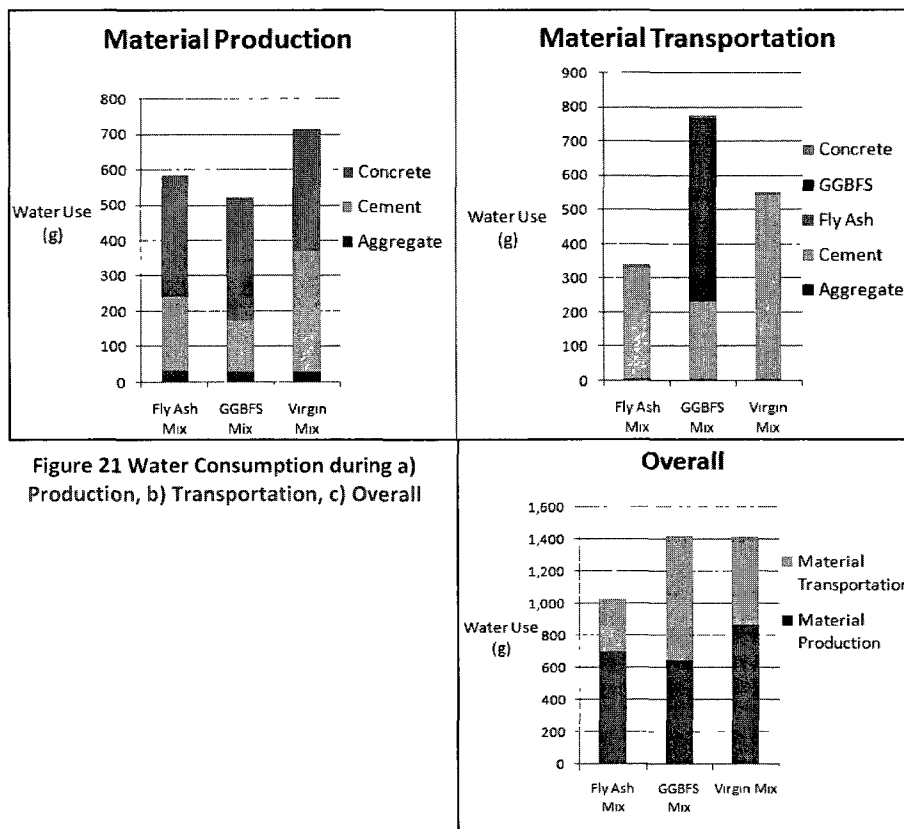 Material Production
800
700
600
500
400
300
200
100
0
Water Use
(g)
Concrete
Cement
Aggregate
Fly Ash
Mix
GGBFS
Mix
Virgin
Mix
Material Transportation
900
800
700
600
500
400
300
200
100
0
Water Use
(g)
Concrete
GGBFS
Fly Ash
Cement
Aggregate
Fly Ash
Mix
GGBFS
Mix
Virgin
Mix
Figure 21 Water Consumption during a)
Production, b) Transportation, c) Overall
Overall
1,600
1,400
1,200
1,000
800
600
400
200
0
Water Use
(g)
Material
Transportation
Material
Production
Fly Ash
Mix
GGBFS
Mix
Virgin Mix